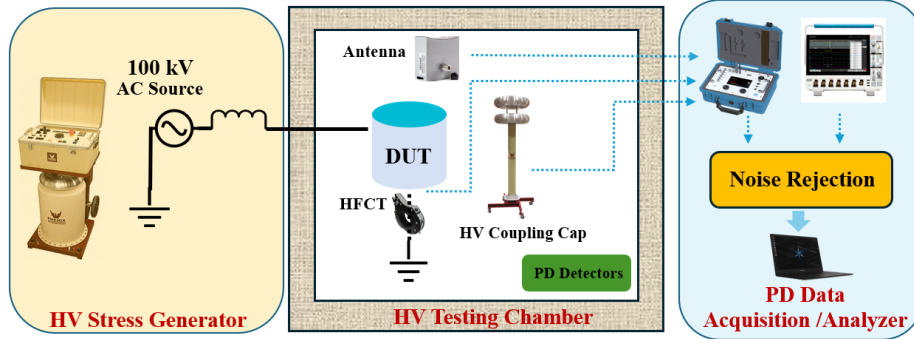 100 kV
AC Source
HV Stress Generator
Antenna
DUT
HFCT
HV Coupling Cap
PD Detectors
HV Testing Chamber
Noise Rejection
PD Data
Acquisition /Analyzer